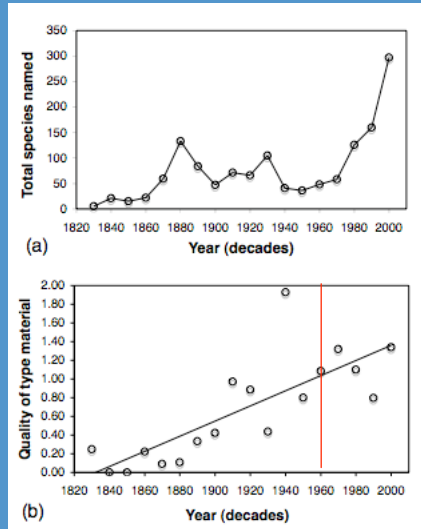 350
300
250
200
150
100
50
0
Total species named
1820 1840 1860 1880 1900 1920 1940 1960 1980 2000
(a)
Year (decades)
2.00
1.80
1.60
1.40
1.20
1.00
0.80
0.60
0.40
0.20
0.00
Quality of type material
1820 1840 1860 1880 1900 1920 1940 1960 1980 2000
(b)
Year (decades)